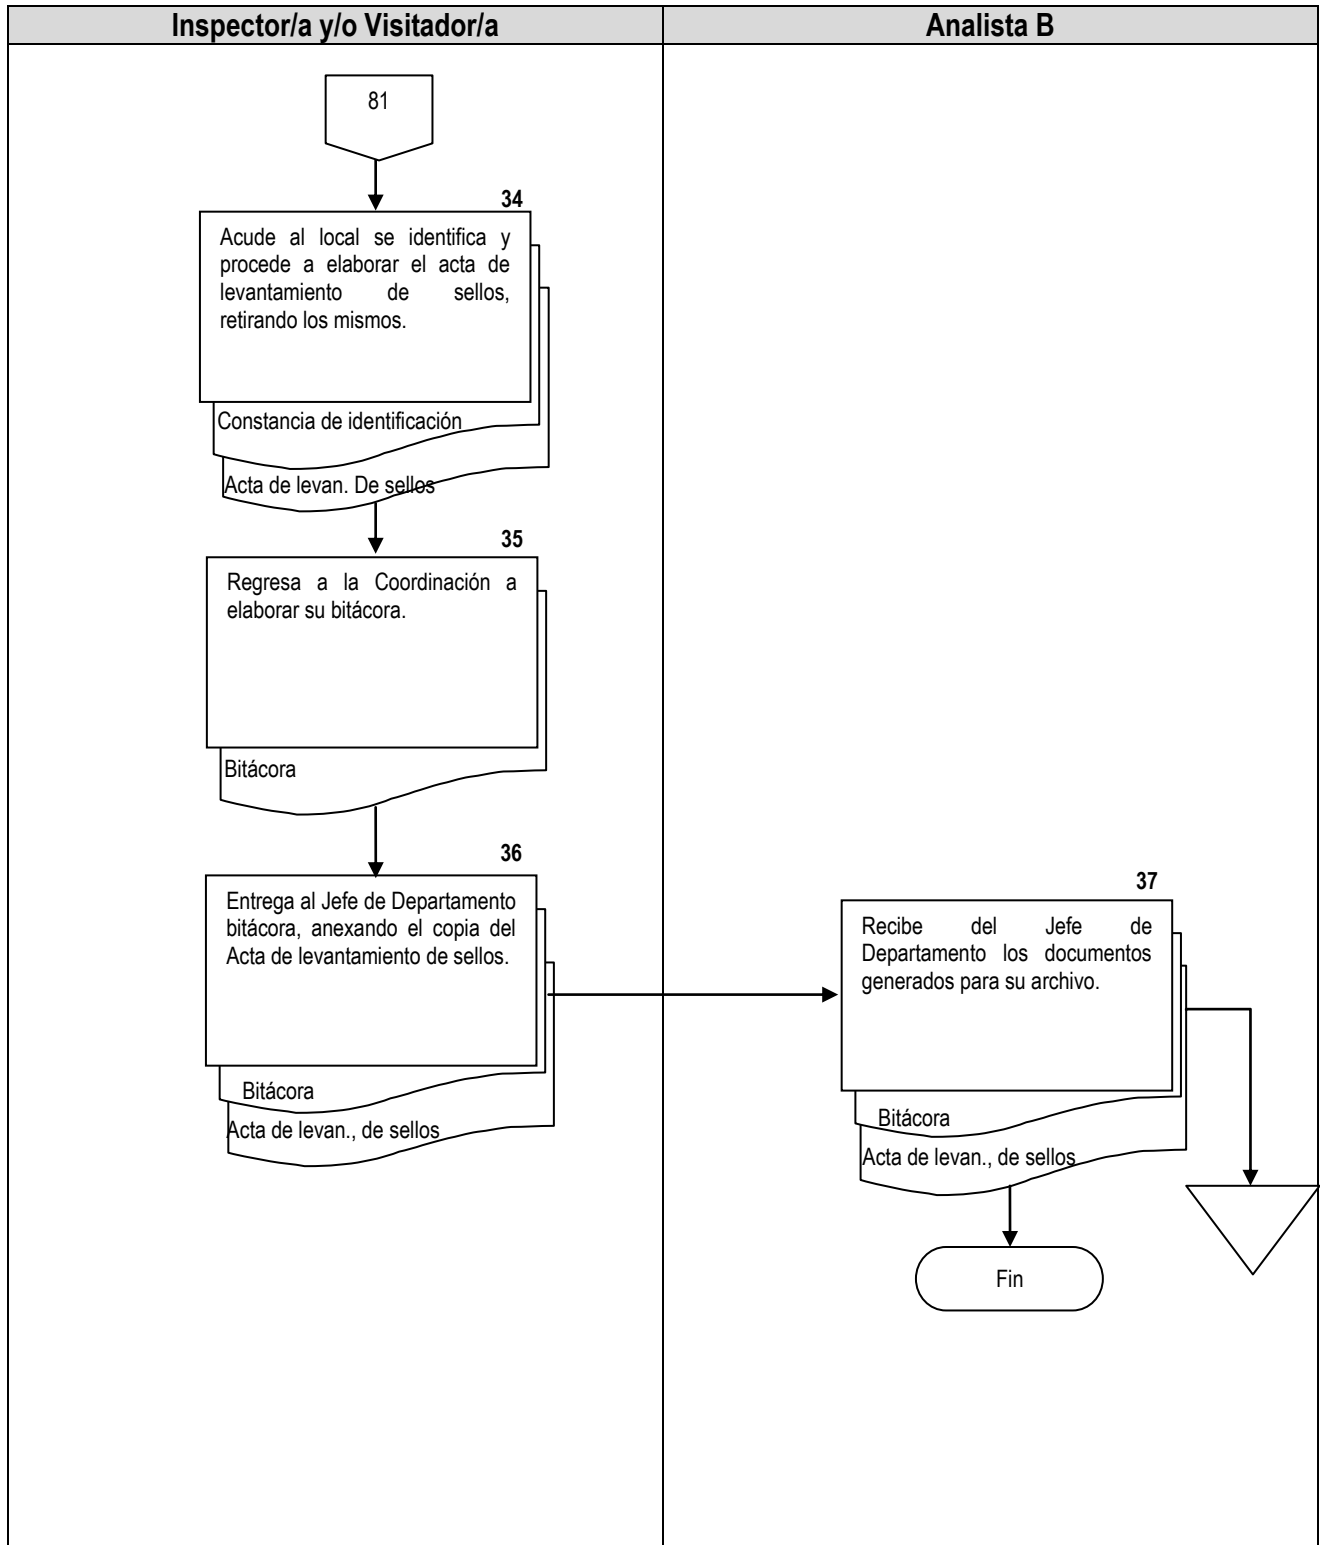 Inspector/a y/o Visitador/a
Analista B
81
34
Acude al local se identifica y
procede a elaborar el acta de
levantamiento de sellos,
retirando los mismos.
Constancia de identificación
Acta de levan. De sellos
35
Regresa a la Coordinación a
elaborar su bitácora.
Bitácora
36
Entrega al Jefe de Departamento
bitácora, anexando el copia del
Acta de levantamiento de sellos.
Bitácora
Acta de levan., de sellos
37
Recibe del Jefe de
Departamento los documentos
generados para su archivo.
Bitácora
Acta de levan., de sellos
Fin